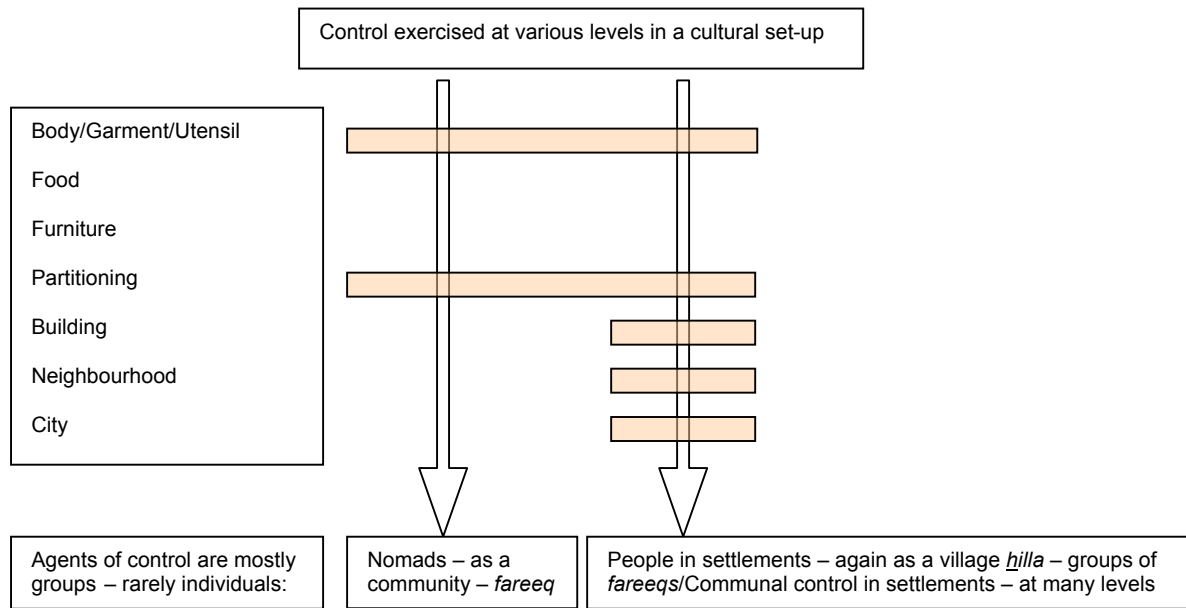 Control exercised at various levels in a cultural set-up
Body/Garment/Utensil
Food
Furniture
Partitioning
Building
Neighbourhood
City
Agents of control are mostly
groups – rarely individuals:
Nomads – as a
community – fareeq
People in settlements – again as a village hilla – groups of
fareeqs/Communal control in settlements – at many levels